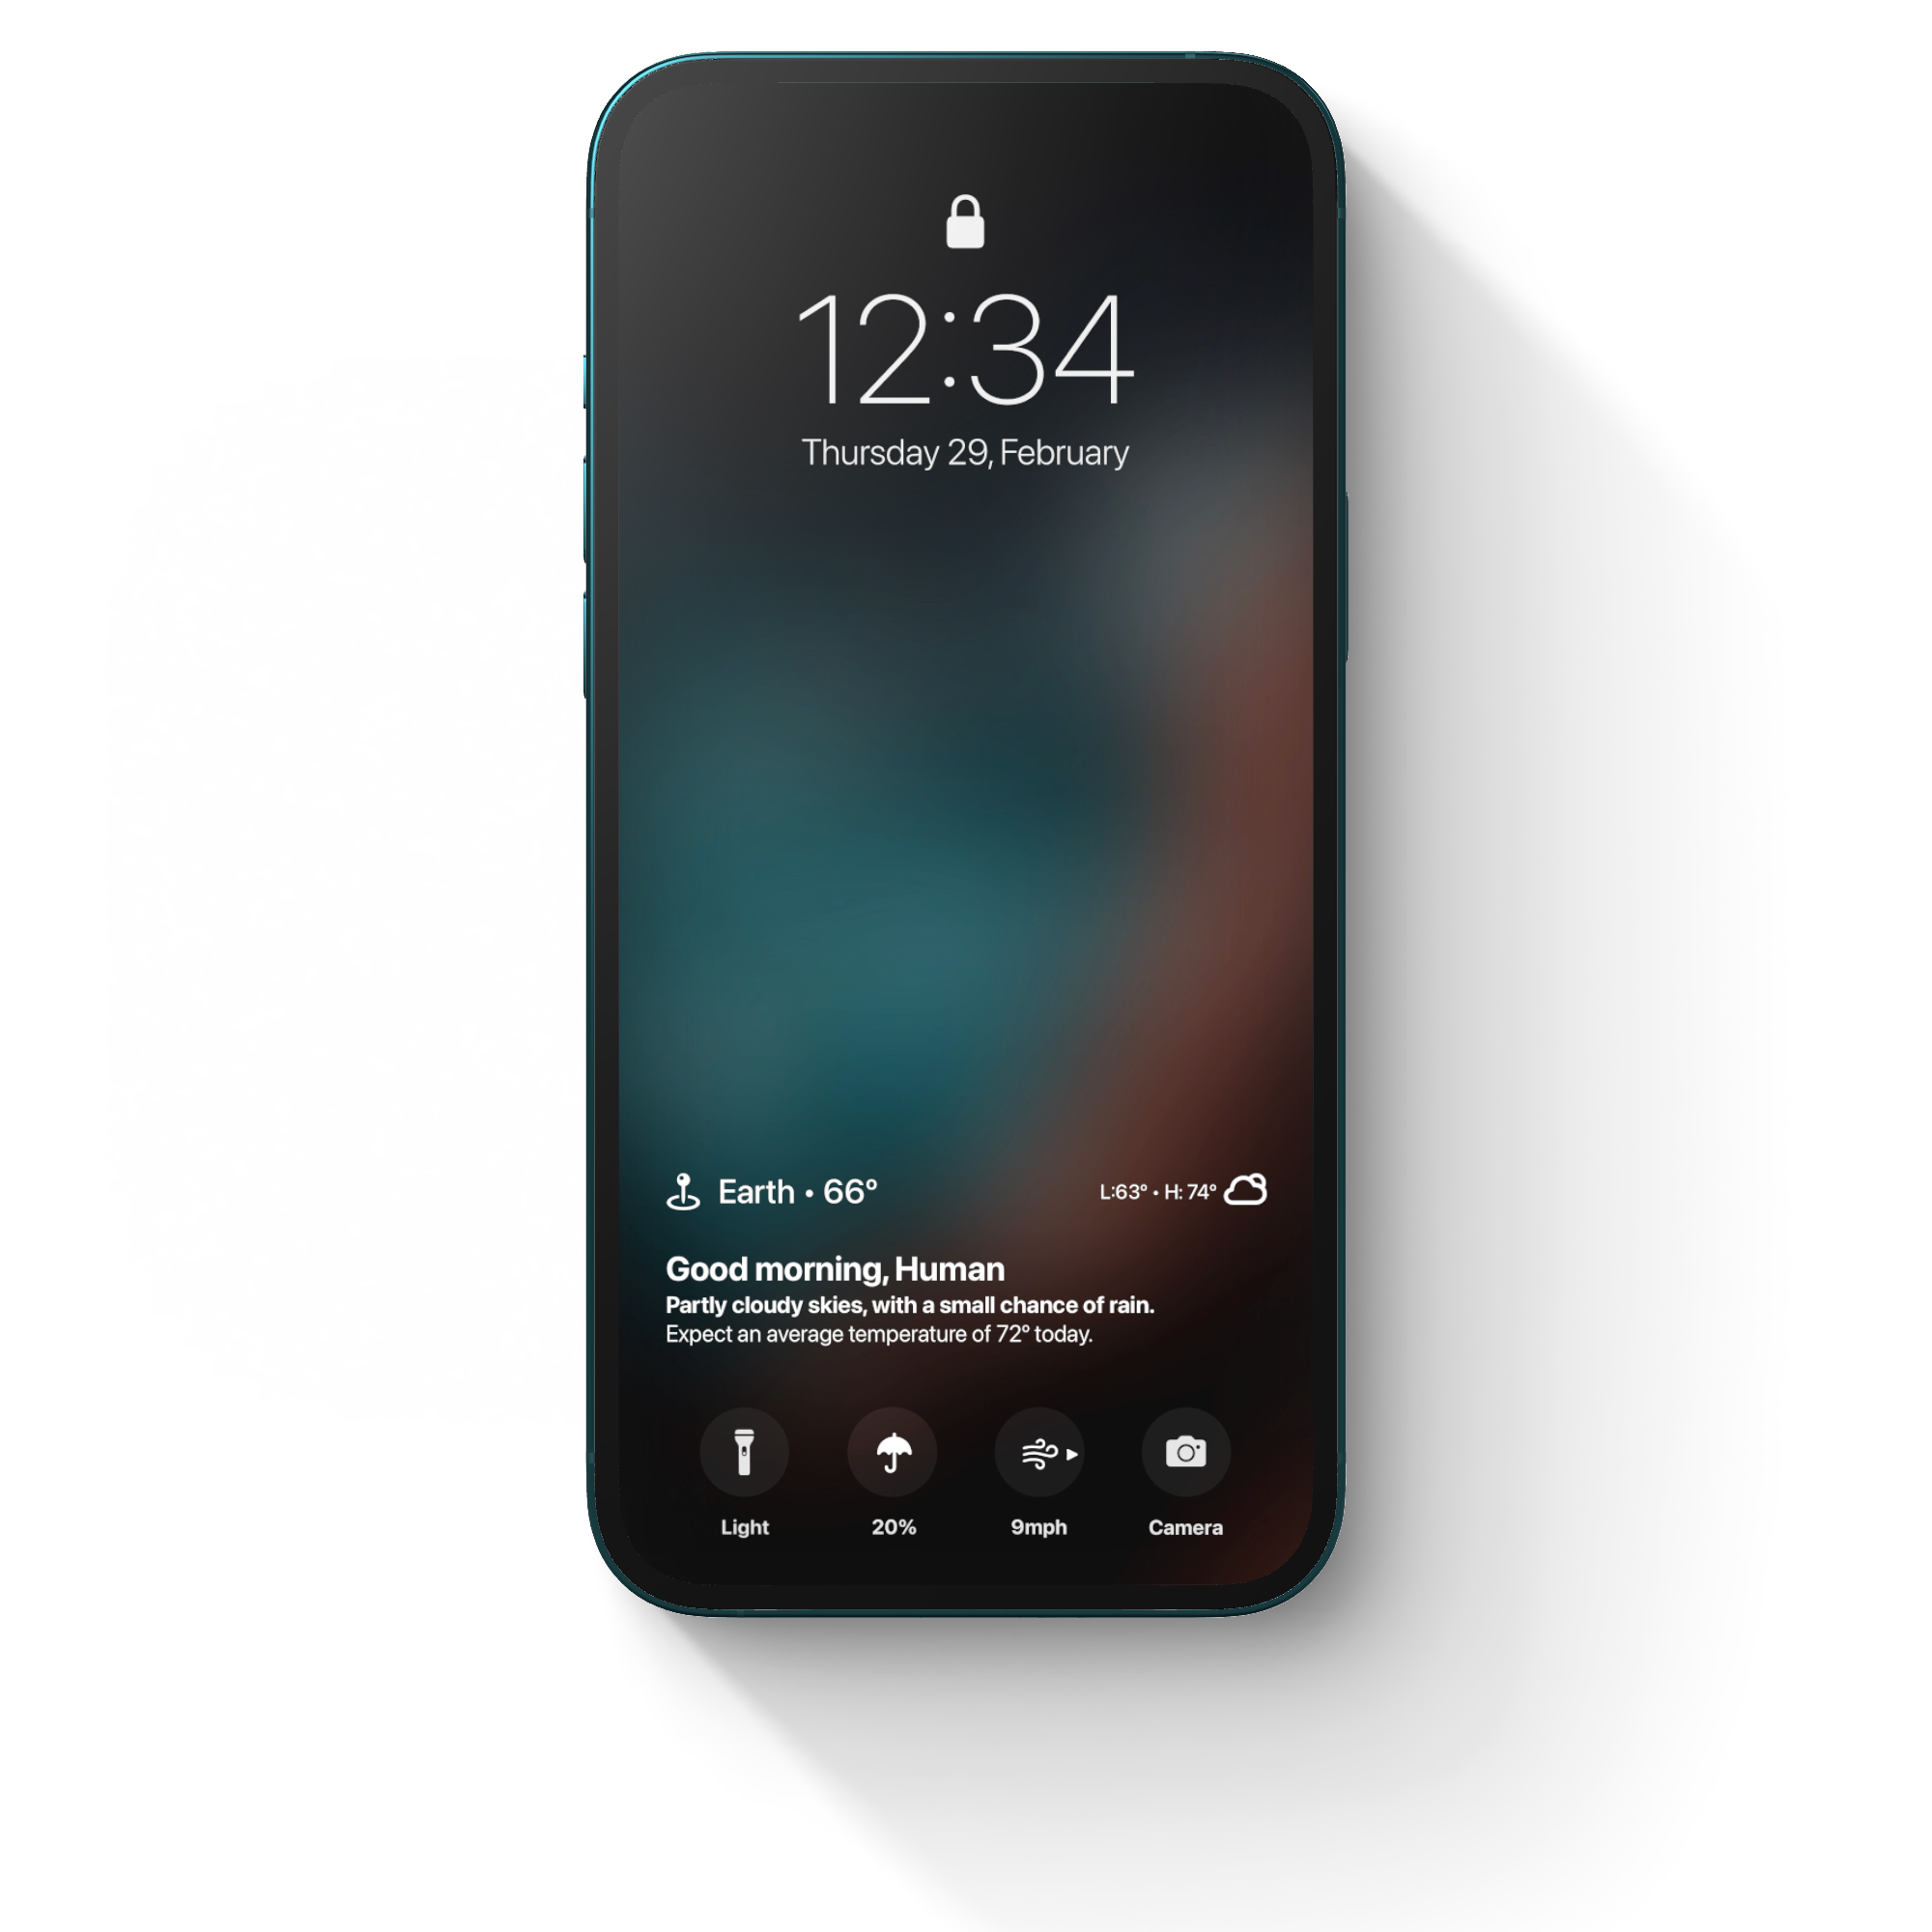 12:34
Thursday 29, February
Earth • 66°
L:63° • H: 74°
Good morning, Human
Partly cloudy skies, with a small chance of rain.
Expect an average temperature of 72° today.
Light
20%
9mph
Camera